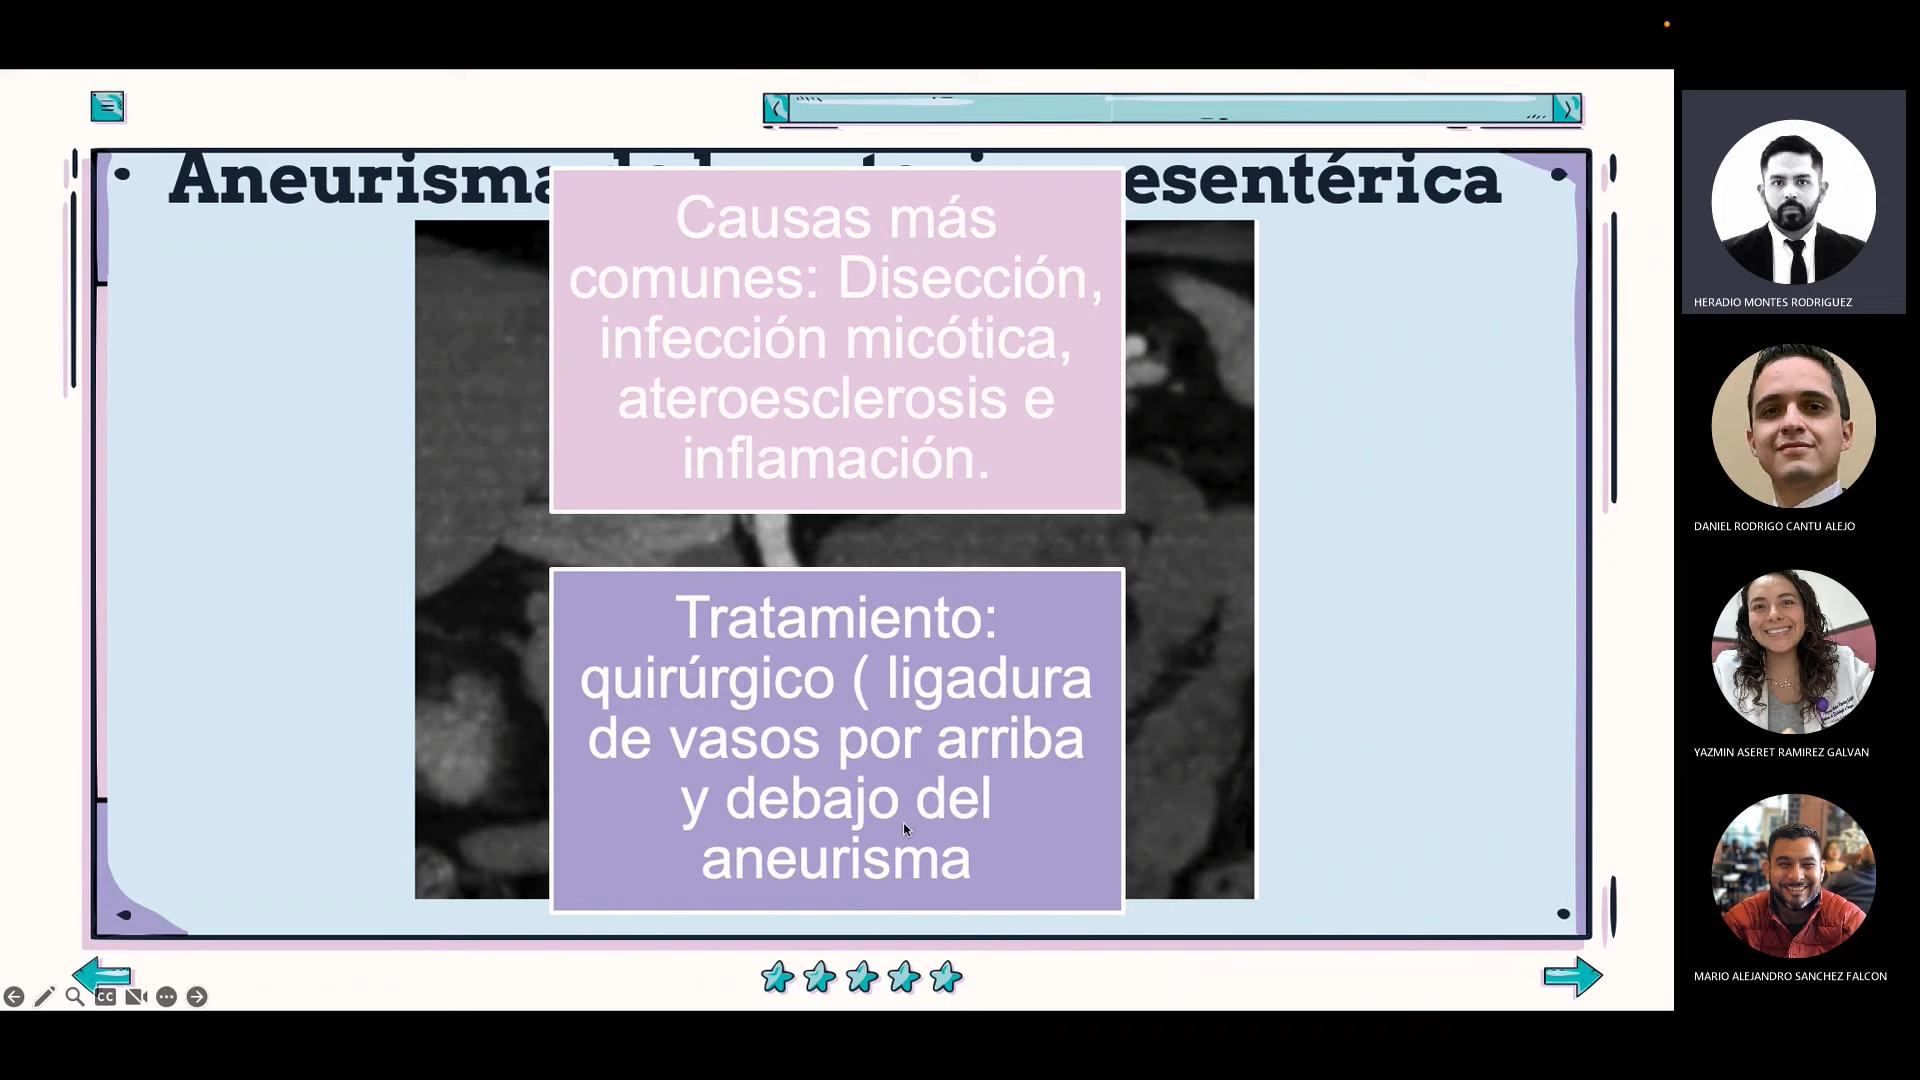 Aneurisma esentérica
Causas más
comunes: Disección,
infección micótica,
ateroesclerosis e
inflamación.
Tratamiento:
quirúrgico ( ligadura
de vasos por arriba
y debajo del
aneurisma
CC
HERADIO MONTES RODRIGUEZ
DANIEL RODRIGO CANTU ALEJO
YAZMIN ASERET RAMIREZ GALVAN
MARIO ALEJANDRO SANCHEZ FALCON